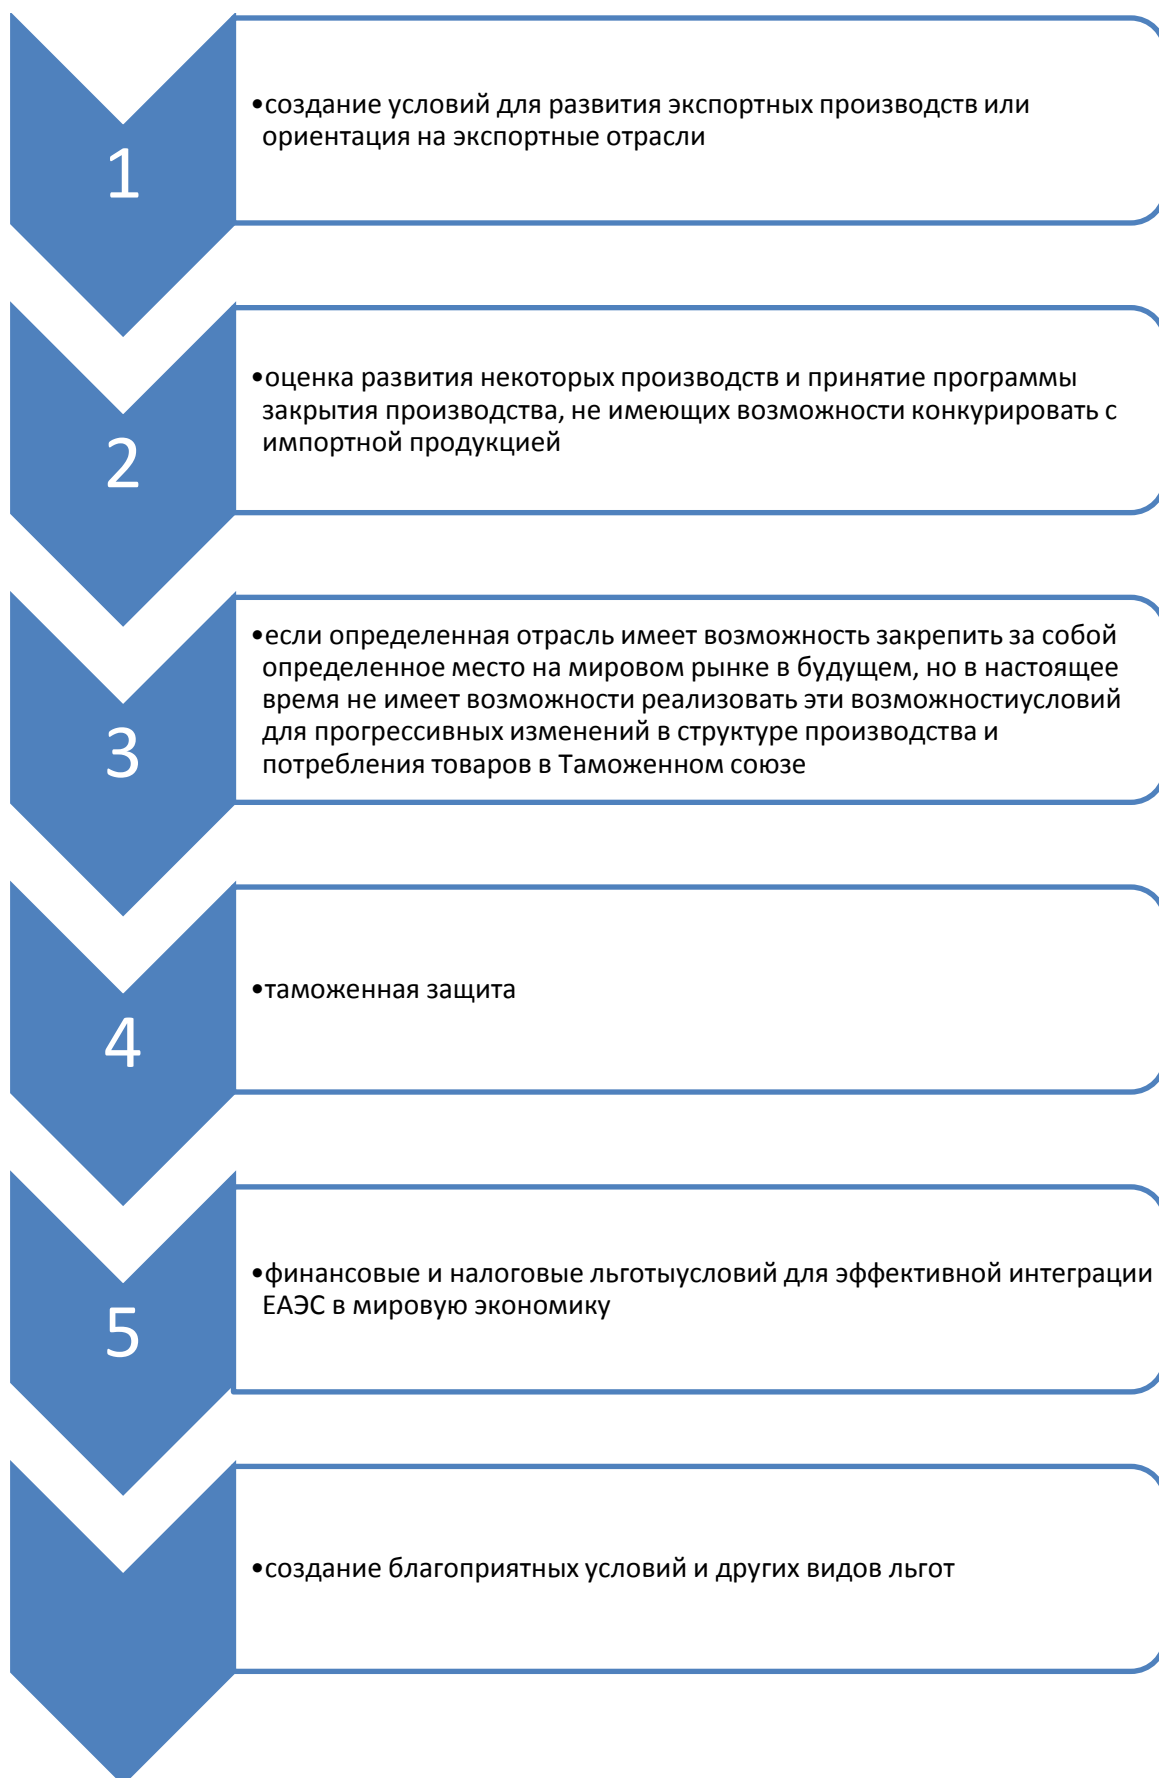 1
•создание условий для развития экспортных производств или
ориентация на экспортные отрасли
2
•оценка развития некоторых производств и принятие программы
закрытия производства, не имеющих возможности конкурировать с
импортной продукцией
3
•если определенная отрасль имеет возможность закрепить за собой
определенное место на мировом рынке в будущем, но в настоящее
время не имеет возможности реализовать эти возможностиусловий
для прогрессивных изменений в структуре производства и
потребления товаров в Таможенном союзе
4
•таможенная защита
5
•финансовые и налоговые льготыусловий для эффективной интеграции
ЕАЭС в мировую экономику
•создание благоприятных условий и других видов льгот